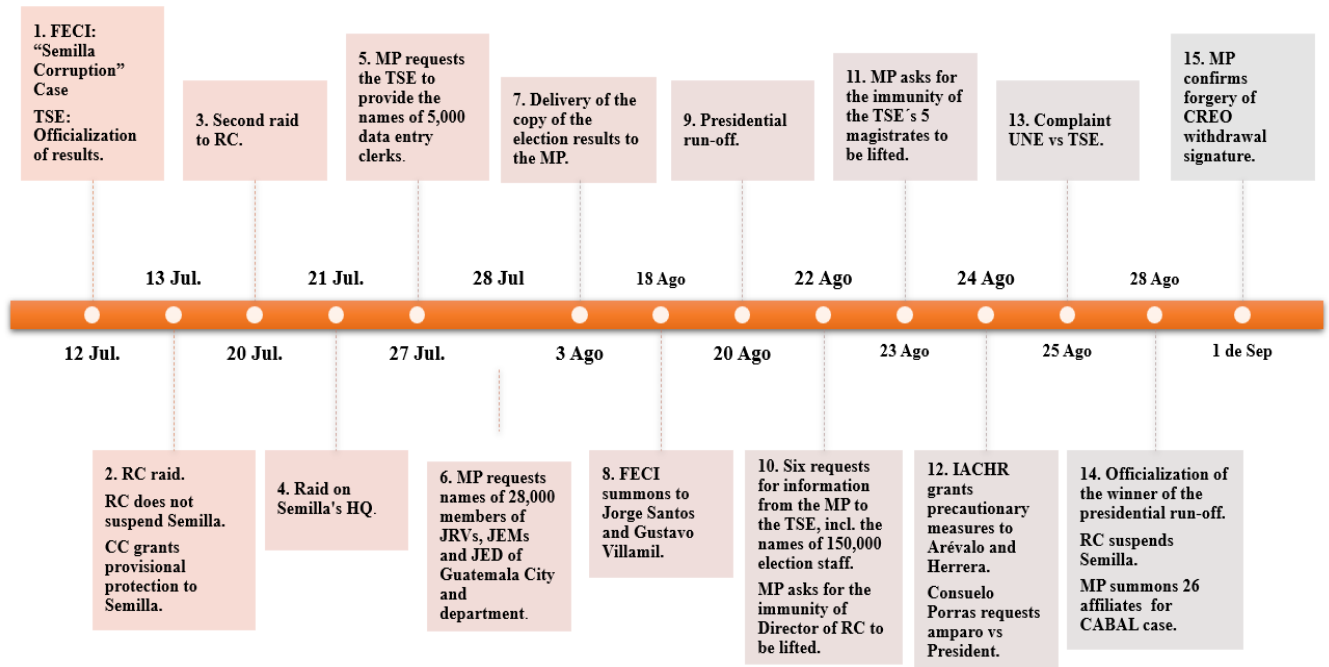 1. FECI:
“Semilla
Corruption”
Case
TSE:
Officialization
of results.
3. Second raid
to RC.
5. MP requests
the TSE to
provide the
names of 5,000
data entry
clerks.
7. Delivery of the
copy of the
election results to
the MP.
9. Presidential
run-off.
11. MP asks for
the immunity of
the TSE´s 5
magistrates to
be lifted.
13. Complaint
UNE vs TSE.
15. MP
confirms
forgery of
CREO
withdrawal
signature.
13 Jul.
21 Jul.
28 Jul
18 Ago
22 Ago
24 Ago
28 Ago
12 Jul.
20 Jul.
27 Jul.
3 Ago
20 Ago
23 Ago
25 Ago
1 de Sep
2. RC raid.
RC does not
suspend Semilla.
CC grants
provisional
protection to
Semilla.
4. Raid on
Semilla's HQ.
6. MP requests
names of 28,000
members of
JRVs, JEMs
and JED of
Guatemala City
and
department.
8. FECI
summons to
Jorge Santos
and Gustavo
Villamil.
10. Six requests
for information
from the MP to
the TSE, incl. the
names of 150,000
election staff.
MP asks for the
immunity of
Director of RC to
be lifted.
12. IACHR
grants
precautionary
measures to
Arévalo and
Herrera.
Consuelo
Porras requests
amparo vs
President.
14. Officialization of
the winner of the
presidential run-off.
RC suspends
Semilla.
MP summons 26
affiliates for
CABAL case.